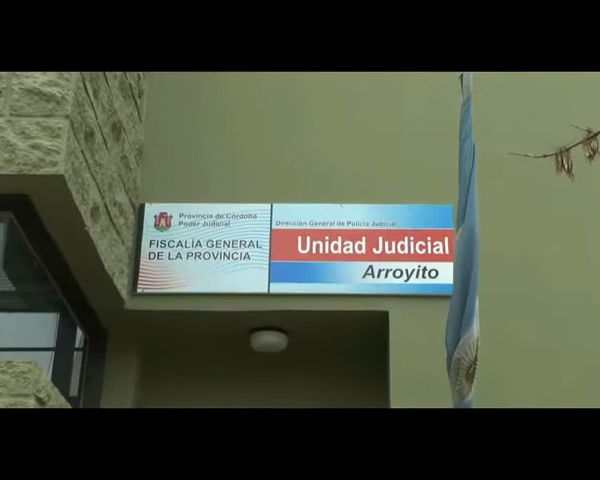 Provincia de Córdoba
Poder Judicial
FISCALÍA GENERAL
DE LA PROVINCIA
Dirección General de Policía Judicial
Unidad Judicial
Arroyito